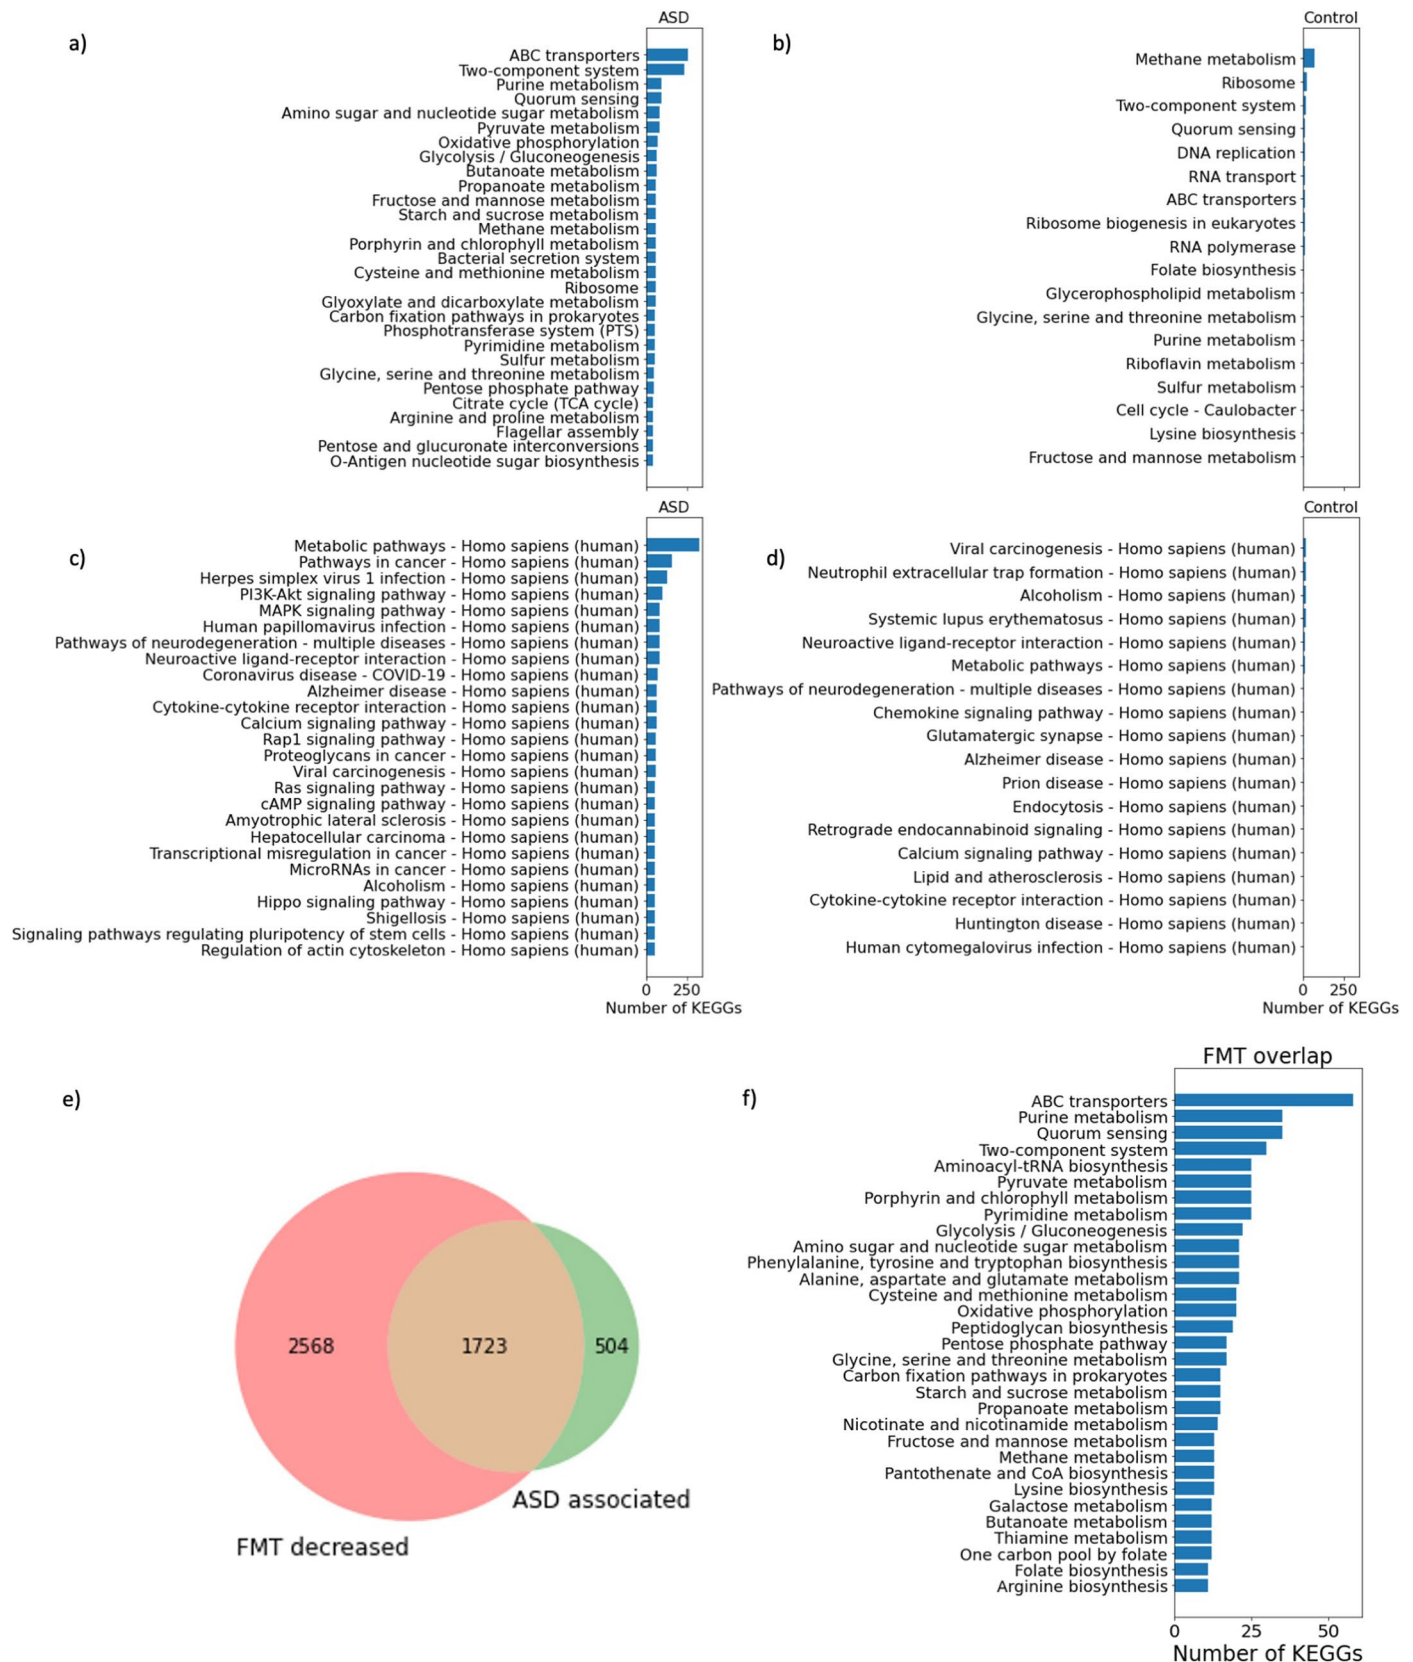 a)
ASD
ABC transporters
Two-component system
Purine metabolism
Quorum sensing
Amino sugar and nucleotide sugar metabolism
Pyruvate metabolism
Oxidative phosphorylation
Glycolysis / Gluconeogenesis
Butanoate metabolism
Propanoate metabolism
Fructose and mannose metabolism
Starch and sucrose metabolism
Methane metabolism
Porphyrin and chlorophyll metabolism
Bacterial secretion system
Cysteine and methionine metabolism
Ribosome
Glyoxylate and dicarboxylate metabolism
Carbon fixation pathways in prokaryotes
Phosphotransferase system (PTS)
Pyrimidine metabolism
Sulfur metabolism
Glycine, serine and threonine metabolism
Pentose phosphate pathway
Citrate cycle (TCA cycle)
Arginine and proline metabolism
Flagellar assembly
Pentose and glucuronate interconversions
O-Antigen nucleotide sugar biosynthesis
b)
Control
Methane metabolism
Ribosome
Two-component system
Quorum sensing
DNA replication
RNA transport
ABC transporters
Ribosome biogenesis in eukaryotes
RNA polymerase
Folate biosynthesis
Glycerophospholipid metabolism
Glycine, serine and threonine metabolism
Purine metabolism
Riboflavin metabolism
Sulfur metabolism
Cell cycle - Caulobacter
Lysine biosynthesis
Fructose and mannose metabolism
c)
ASD
Metabolic pathways - Homo sapiens (human)
Pathways in cancer - Homo sapiens (human)
Herpes simplex virus 1 infection - Homo sapiens (human)
PI3K-Akt signaling pathway - Homo sapiens (human)
MAPK signaling pathway - Homo sapiens (human)
Human papillomavirus infection - Homo sapiens (human)
Pathways of neurodegeneration - multiple diseases - Homo sapiens (human)
Neuroactive ligand-receptor interaction - Homo sapiens (human)
Coronavirus disease - COVID-19 - Homo sapiens (human)
Alzheimer disease - Homo sapiens (human)
Cytokine-cytokine receptor interaction - Homo sapiens (human)
Calcium signaling pathway - Homo sapiens (human)
Rap1 signaling pathway - Homo sapiens (human)
Proteoglycans in cancer - Homo sapiens (human)
Viral carcinogenesis - Homo sapiens (human)
Ras signaling pathway - Homo sapiens (human)
cAMP signaling pathway - Homo sapiens (human)
Amyotrophic lateral sclerosis - Homo sapiens (human)
Hepatocellular carcinoma - Homo sapiens (human)
Transcriptional misregulation in cancer - Homo sapiens (human)
MicroRNAs in cancer - Homo sapiens (human)
Alcoholism - Homo sapiens (human)
Hippo signaling pathway - Homo sapiens (human)
Shigellosis - Homo sapiens (human)
Signaling pathways regulating pluripotency of stem cells - Homo sapiens (human)
Regulation of actin cytoskeleton - Homo sapiens (human)
0 250
Number of KEGGs
d)
Control
Viral carcinogenesis - Homo sapiens (human)
Neutrophil extracellular trap formation - Homo sapiens (human)
Alcoholism - Homo sapiens (human)
Systemic lupus erythematosus - Homo sapiens (human)
Neuroactive ligand-receptor interaction - Homo sapiens (human)
Metabolic pathways - Homo sapiens (human)
Pathways of neurodegeneration - multiple diseases - Homo sapiens (human)
Chemokine signaling pathway - Homo sapiens (human)
Glutamatergic synapse - Homo sapiens (human)
Alzheimer disease - Homo sapiens (human)
Prion disease - Homo sapiens (human)
Endocytosis - Homo sapiens (human)
Retrograde endocannabinoid signaling - Homo sapiens (human)
Calcium signaling pathway - Homo sapiens (human)
Lipid and atherosclerosis - Homo sapiens (human)
Cytokine-cytokine receptor interaction - Homo sapiens (human)
Huntington disease - Homo sapiens (human)
Human cytomegalovirus infection - Homo sapiens (human)
0 250
Number of KEGGs
e)
2568 1723 504
ASD associated
FMT decreased
f)
FMT overlap
ABC transporters
Purine metabolism
Quorum sensing
Two-component system
Aminoacyl-tRNA biosynthesis
Pyruvate metabolism
Porphyrin and chlorophyll metabolism
Pyrimidine metabolism
Glycolysis / Gluconeogenesis
Amino sugar and nucleotide sugar metabolism
Phenylalanine, tyrosine and tryptophan biosynthesis
Alanine, aspartate and glutamate metabolism
Cysteine and methionine metabolism
Oxidative phosphorylation
Peptidoglycan biosynthesis
Pentose phosphate pathway
Glycine, serine and threonine metabolism
Carbon fixation pathways in prokaryotes
Starch and sucrose metabolism
Propanoate metabolism
Nicotinate and nicotinamide metabolism
Fructose and mannose metabolism
Methane metabolism
Pantothenate and CoA biosynthesis
Lysine biosynthesis
Galactose metabolism
Butanoate metabolism
Thiamine metabolism
One carbon pool by folate
Folate biosynthesis
Arginine biosynthesis
0 25 50
Number of KEGGs